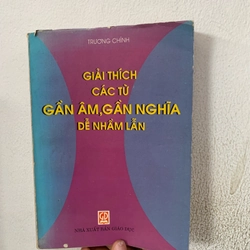 TRƯƠNG CHÍNH
GIẢI THÍCH
CÁC TỪ
GẦN ÂM, GẦN NGHĨA
DỄ NHẦM LẪN
NHÀ XUẤT BẢN GIÁO DỤC